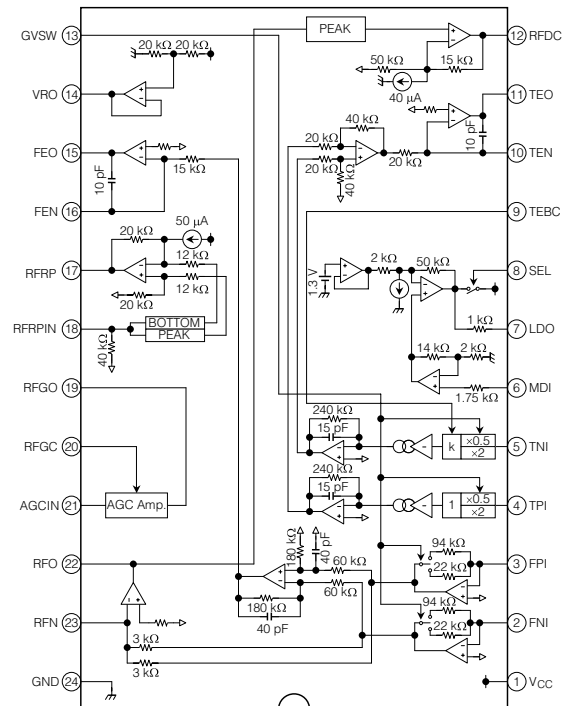 GVSW 13
PEAK
12 RFDC
20 kΩ 20 kΩ
50 kΩ
15 kΩ
40 µA
VRO 14
11 TEO
40 kΩ
20 kΩ
20 kΩ
20 kΩ
40 kΩ
10 pF
10 TEN
FEO 15
10 pF
15 kΩ
FEN 16
9 TEBC
50 µA
20 kΩ
12 kΩ
12 kΩ
20 kΩ
RFRP 17
1.3 V
2 kΩ
50 kΩ
8 SEL
RFRPIN 18
BOTTOM
PEAK
40 kΩ
1 kΩ
7 LDO
14 kΩ
2 kΩ
RFGO 19
6 MDI
1.75 kΩ
240 kΩ
15 pF
k
×0.5
×2
5 TNI
RFGC 20
240 kΩ
15 pF
1
×0.5
×2
4 TPI
AGCIN 21
AGC Amp.
RFO 22
180 kΩ
40 pF
60 kΩ
60 kΩ
94 kΩ
22 kΩ
3 FPI
180 kΩ
40 pF
94 kΩ
22 kΩ
2 FNI
RFN 23
3 kΩ
3 kΩ
GND 24
1 VCC